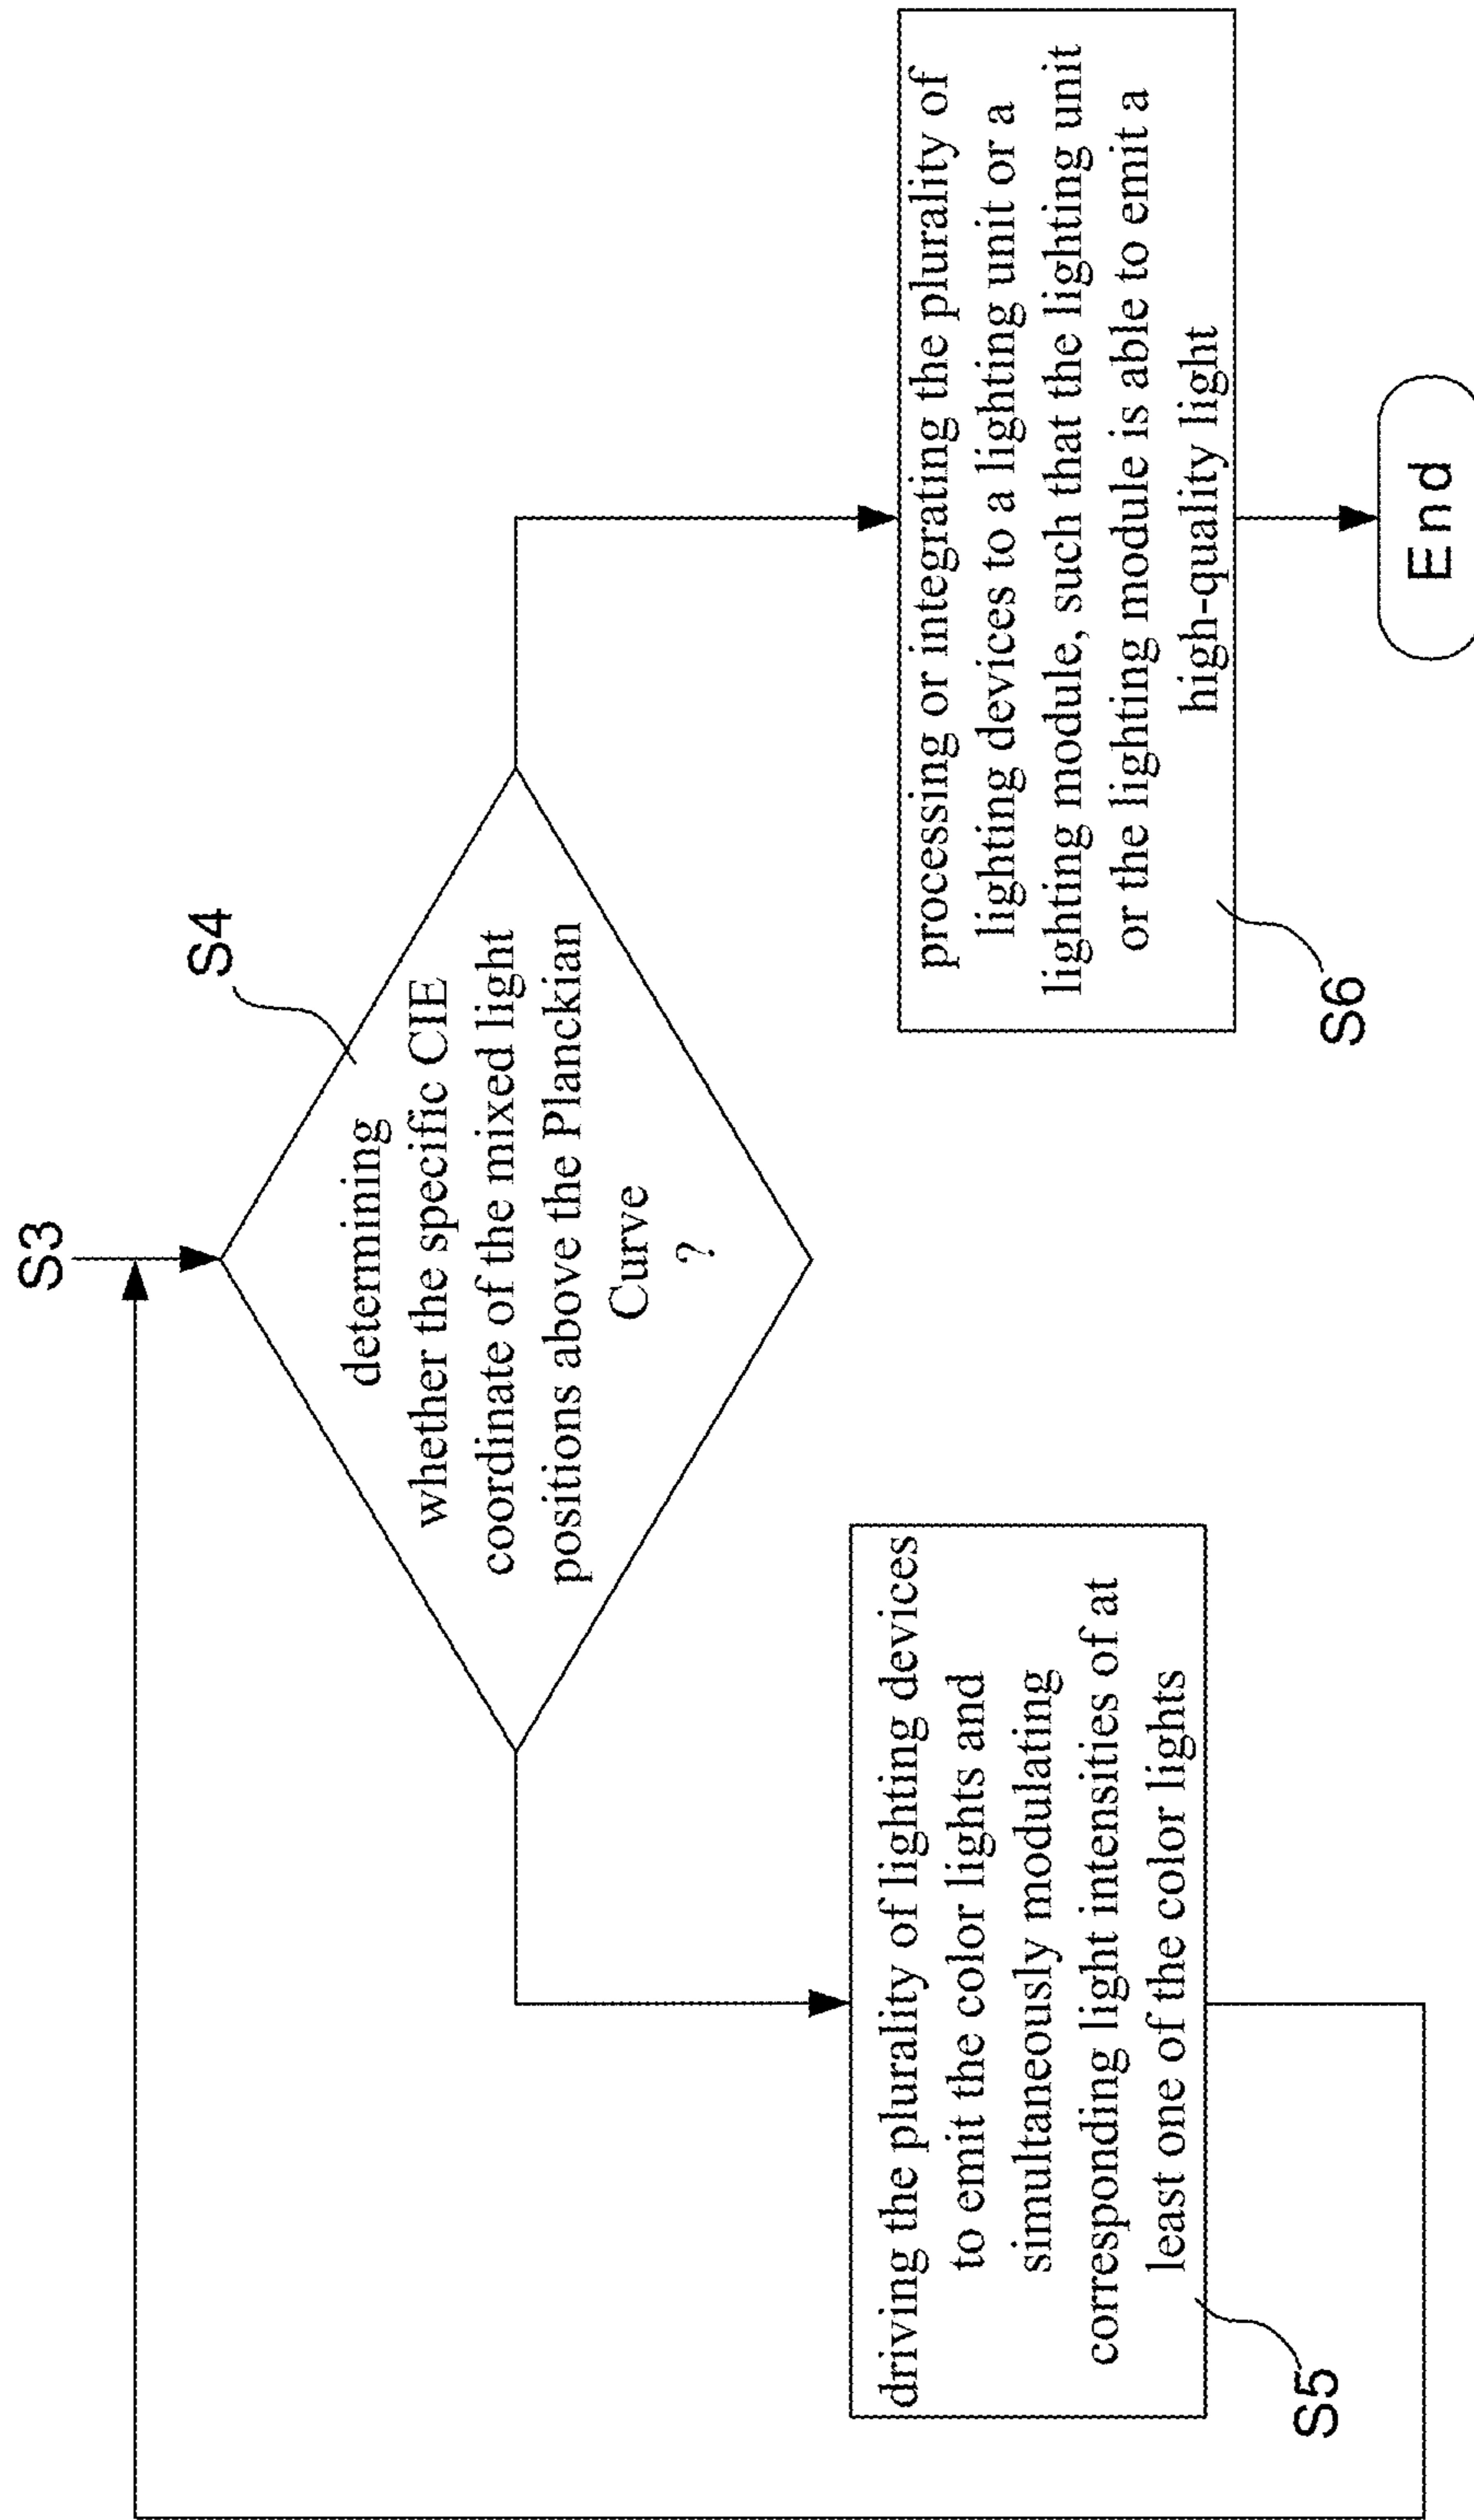 S3
S4
determining
whether the specific CIE
coordinate of the mixed light
positions above the Planckian
Curve
?
driving the plurality of lighting devices
to emit the color lights and
simultaneously modulating
corresponding light intensities of at
least one of the color lights
S5
processing or integrating the plurality of
lighting devices to a lighting unit or a
lighting module, such that the lighting unit
or the lighting module is able to emit a
high-quality light
S6
End